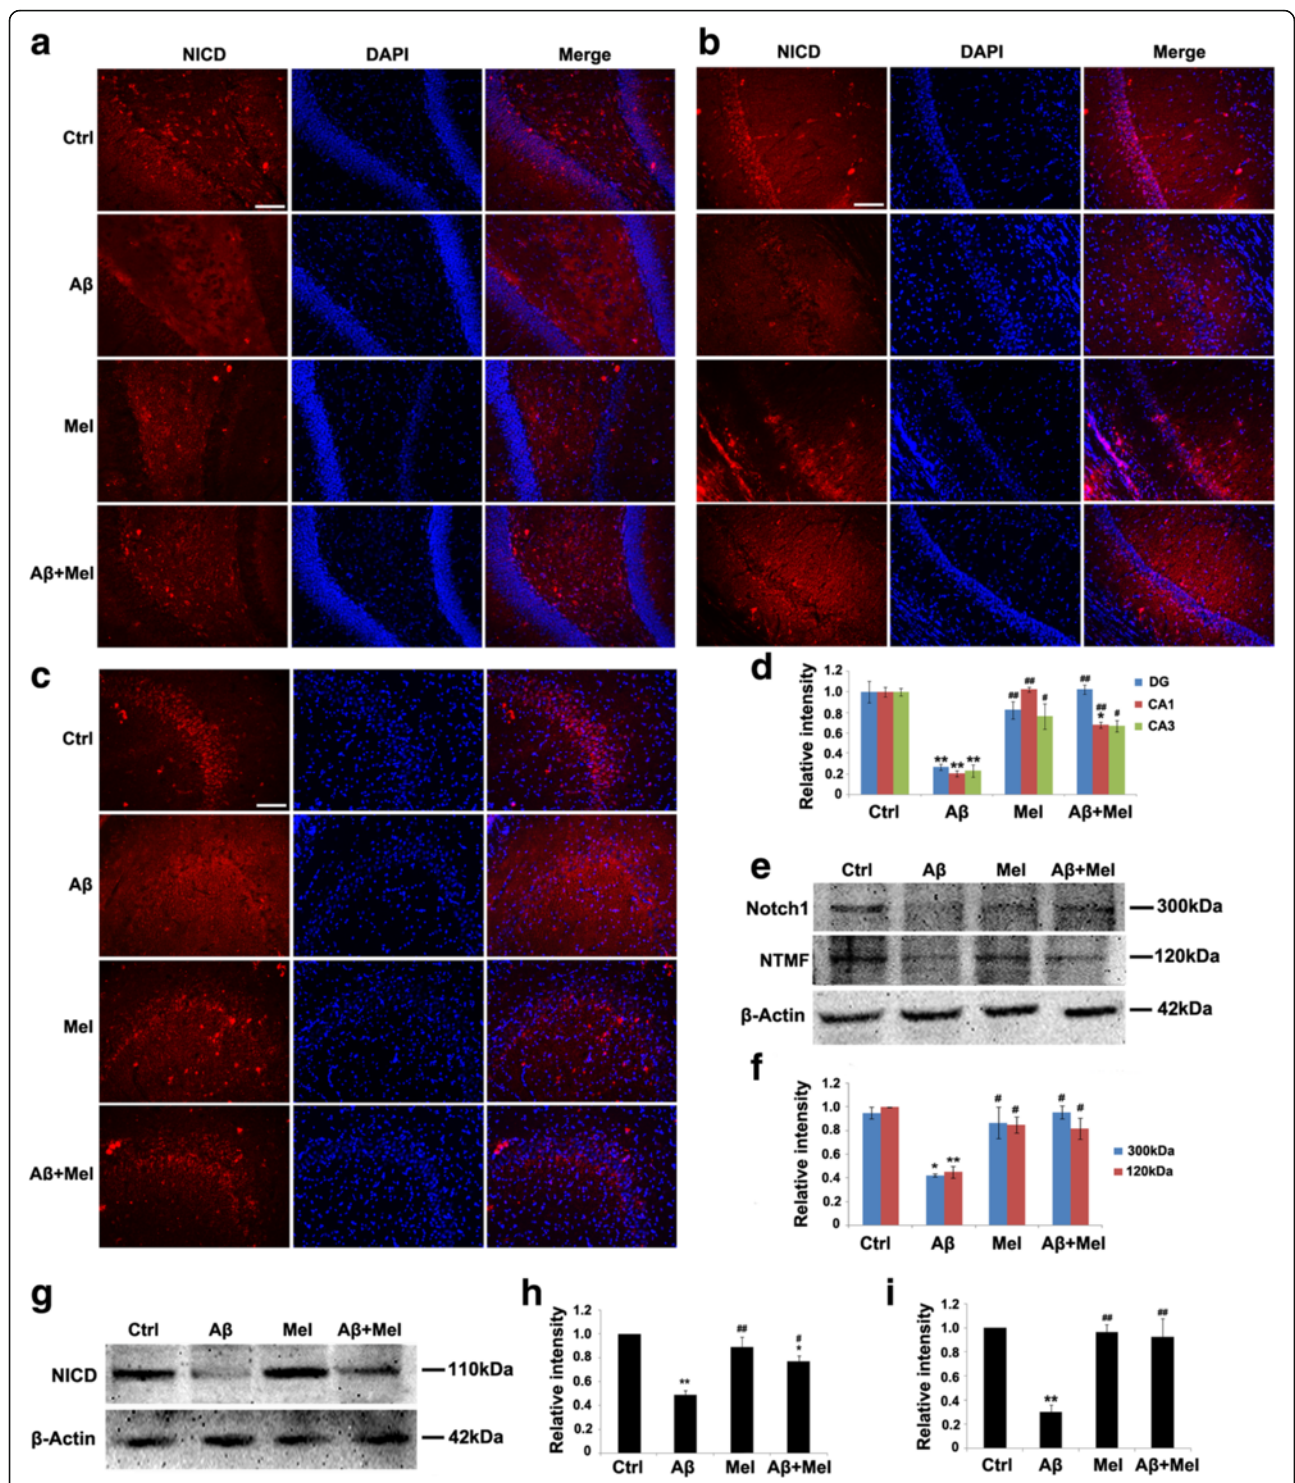 a
NICD DAPI Merge
Ctrl
Aβ
Mel
Aβ+Mel
b
NICD DAPI Merge
c
Ctrl
Aβ
Mel
Aβ+Mel
d
Relative intensity
1.2
1.0
0.8
0.6
0.4
0.2
0
** ** **
## ## #
## ## * #
Ctrl Aβ Mel Aβ+Mel
DG
CA1
CA3
e
Ctrl Aβ Mel Aβ+Mel
Notch1 300kDa
NTMF 120kDa
β-Actin 42kDa
f
Relative intensity
1.2
1.0
0.8
0.6
0.4
0.2
0
* **
# #
# #
Ctrl Aβ Mel Aβ+Mel
300kDa
120kDa
g
Ctrl Aβ Mel Aβ+Mel
NICD 110kDa
β-Actin 42kDa
h
Relative intensity
1.2
1.0
0.8
0.6
0.4
0.2
0
**
##
#
*
Ctrl Aβ Mel Aβ+Mel
i
Relative intensity
1.2
1.0
0.8
0.6
0.4
0.2
0
**
##
##
Ctrl Aβ Mel Aβ+Mel